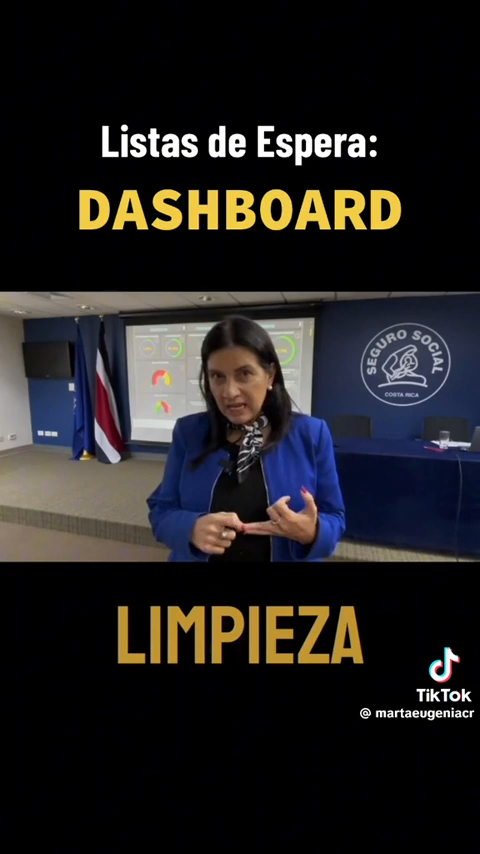 Listas de Espera:
DASHBOARD
SEGURO SOCIAL
COSTA RICA
LIMPIEZA
TikTok
@ martaeugeniacr